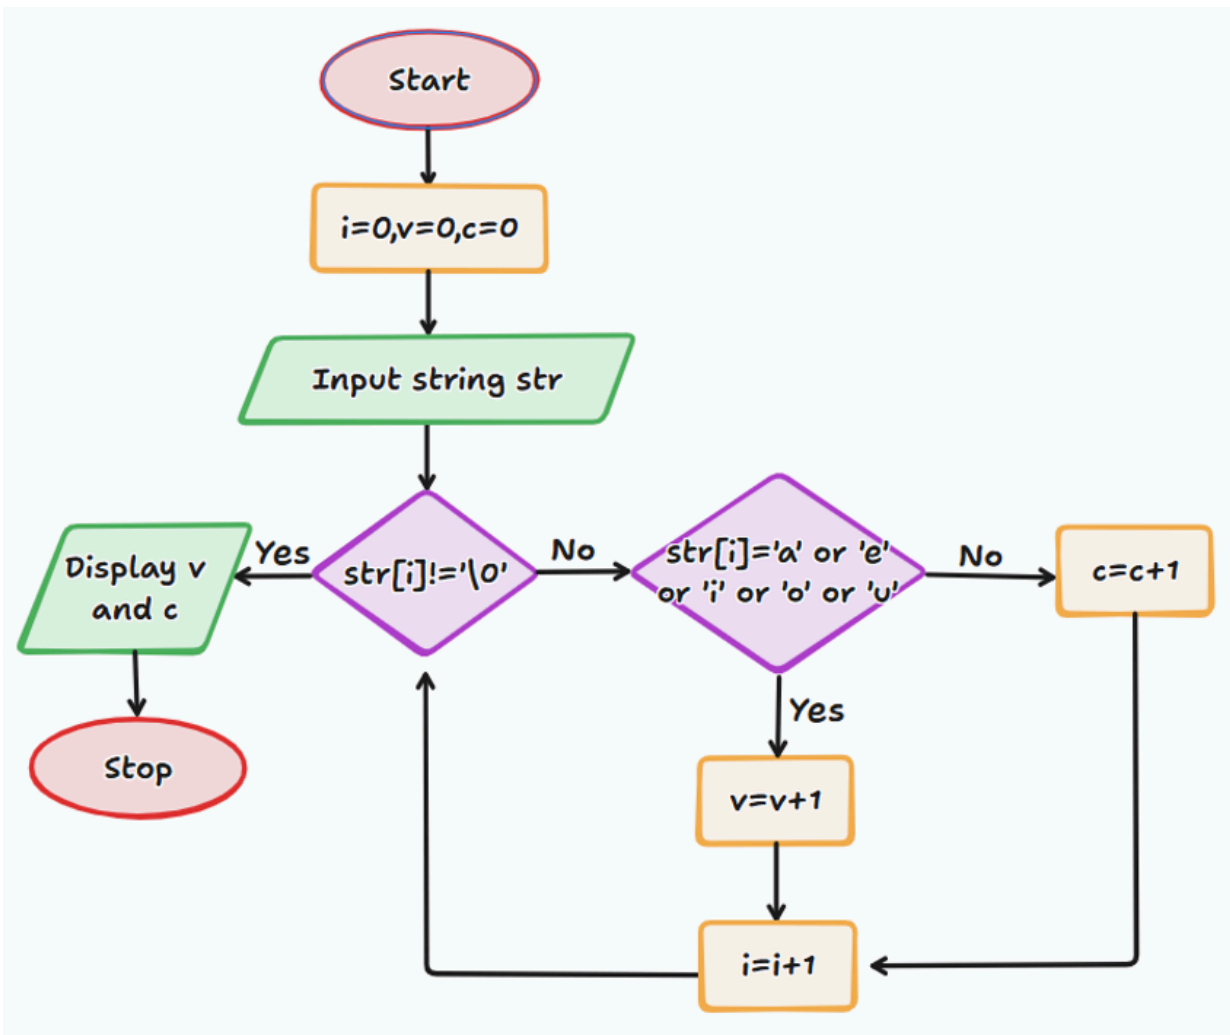 Start
i=0,v=0,c=0
Input string str
str[i]!='\0'
Yes
No
Display v
and c
Stop
str[i]='a' or 'e'
or 'i' or 'o' or 'u'
No
c=c+1
Yes
v=v+1
i=i+1